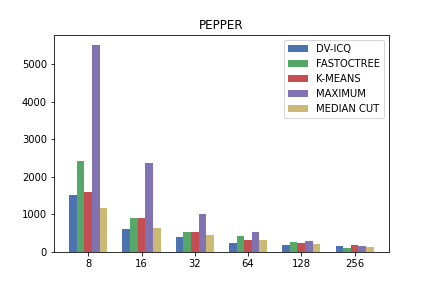 PEPPER
DV-ICQ
FASTOCTREE
K-MEANS
MAXIMUM
MEDIAN CUT
5000
4000
3000
2000
1000
0
8 16 32 64 128 256